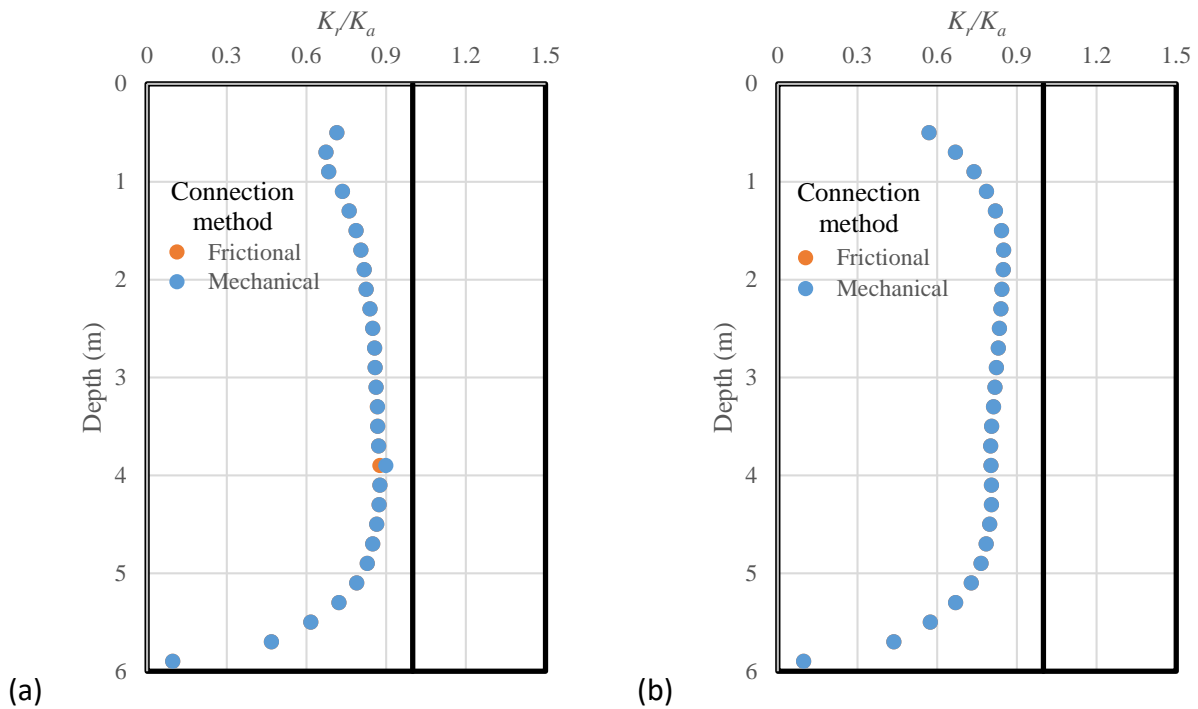 Kr/Ka
0 0.3 0.6 0.9 1.2 1.5
0
1
2
3
4
5
6
Depth (m)
Connection
method
Frictional
Mechanical
(a)
Kr/Ka
0 0.3 0.6 0.9 1.2 1.5
0
1
2
3
4
5
6
Depth (m)
Connection
method
Frictional
Mechanical
(b)